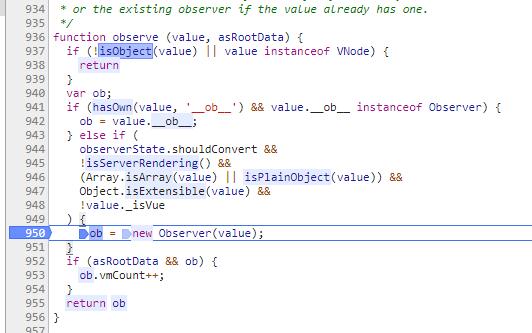 934 * or the existing observer if the value already has one.
935 */
936 function observe (value, asRootData) {
937 if (!isObject(value) || value instanceof VNode) {
938 return
939 }
940 var ob;
941 if (hasOwn(value, '__ob__') && value.__ob__ instanceof Observer) {
942 ob = value.__ob__;
943 } else if (
944 observerState.shouldConvert &&
945 !isServerRendering() &&
946 (Array.isArray(value) || isPlainObject(value)) &&
947 Object.isExtensible(value) &&
948 !value._isVue
949 ) {
950 ob = new Observer(value);
951 }
952 if (asRootData && ob) {
953 ob.vmCount++;
954 }
955 return ob
956 }
957